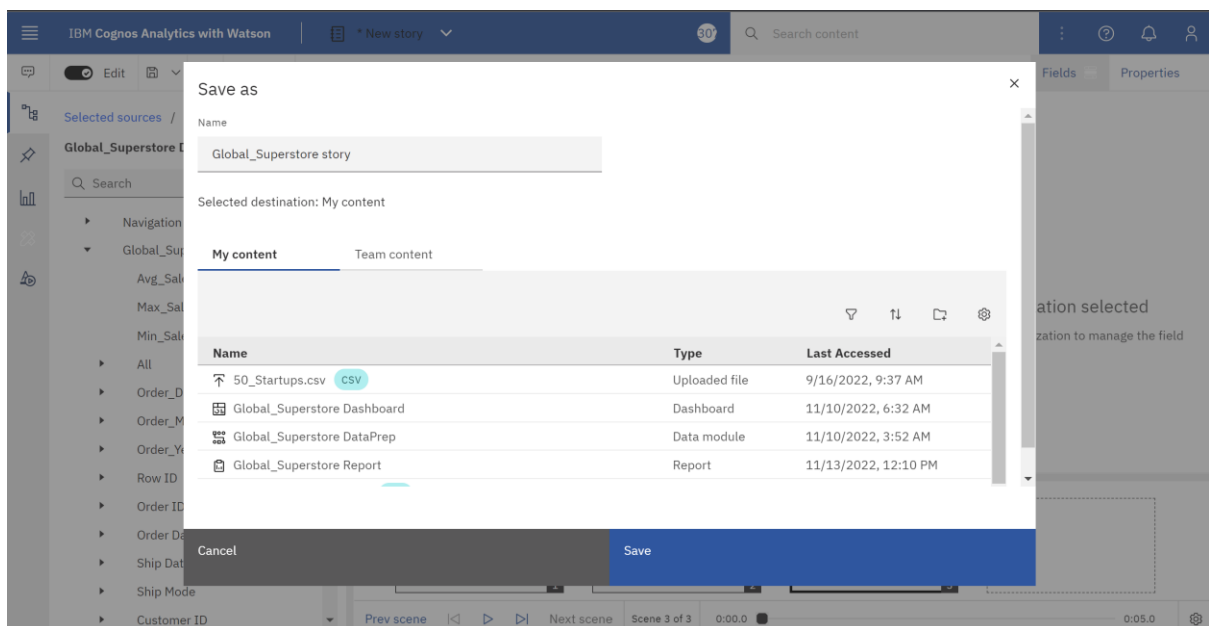 IBM Cognos Analytics with Watson
* New story
30?
Search content
Edit
Fields
Properties
Selected sources /
Global_Superstore D
Search
Navigation
Global_Sup
Avg_Sale
Max_Sal
Min_Sale
All
Order_D
Order_M
Order_Ye
Row ID
Order ID
Order Da
Ship Dat
Ship Mode
Customer ID
Save as
Name
Global_Superstore story
Selected destination: My content
My content
Team content
Name Type Last Accessed
50_Startups.csv CSV Uploaded file 9/16/2022, 9:37 AM
Global_Superstore Dashboard Dashboard 11/10/2022, 6:32 AM
Global_Superstore DataPrep Data module 11/10/2022, 3:52 AM
Global_Superstore Report Report 11/13/2022, 12:10 PM
Cancel
Save
ation selected
zation to manage the field
Prev scene Next scene Scene 3 of 3 0:00.0 0:05.0